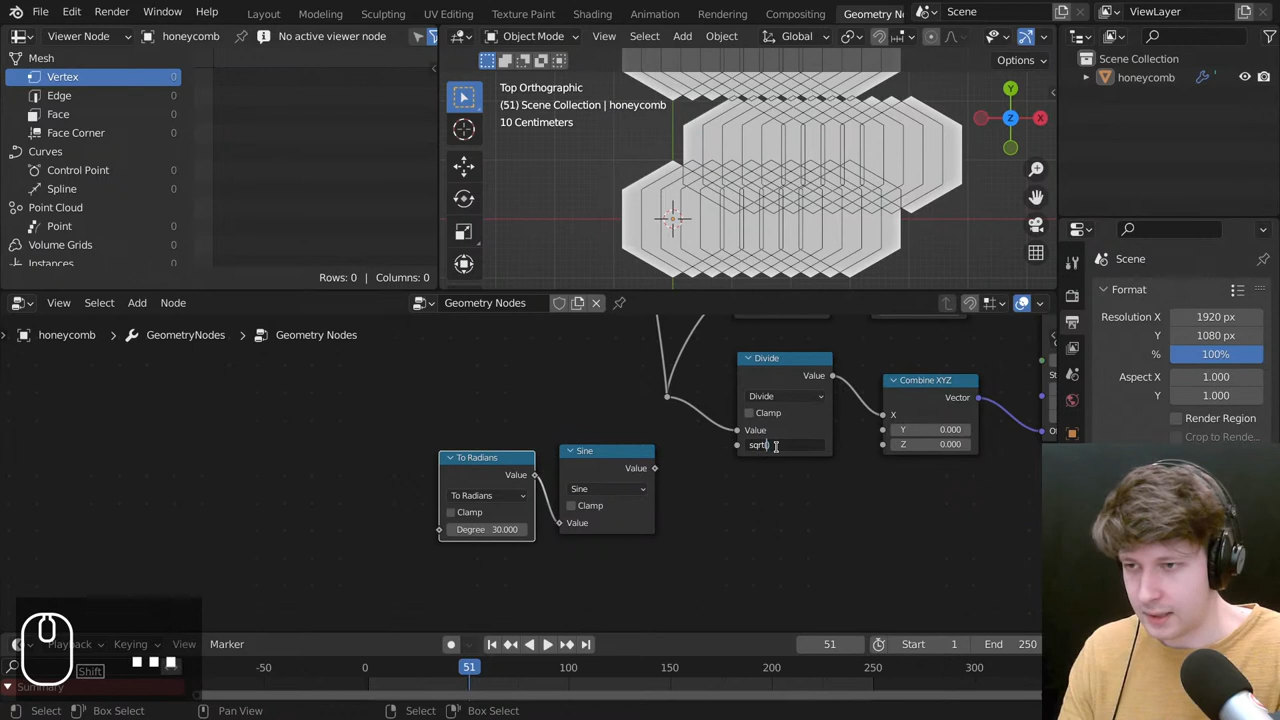 File Edit Render Window Help Layout Modeling Sculpting UV Editing Texture Paint Shading Animation Rendering Compositing Geometry No Scene ViewLayer
Viewer Node honeycomb No active viewer node
Mesh
Vertex 0
Edge 0
Face 0
Face Corner 0
Curves
Control Point 0
Spline 0
Point Cloud
Point 0
Volume Grids
Instances
Rows: 0 | Columns: 0
Object Mode View Select Add Object Global
Options
Top Orthographic
(51) Scene Collection | honeycomb
10 Centimeters
Y
Z
X
Scene Collection
honeycomb
Scene
Format
Resolution X 1920 px
Y 1080 px
% 100%
Aspect X 1.000
Y 1.000
Render Region
Crop to Rende
View Select Add Node Geometry Nodes
honeycomb GeometryNodes Geometry Nodes
Divide
Value
Divide
Clamp
Value
sqrt()
Combine XYZ
Vector
X
Y 0.000
Z 0.000
To Radians
Value
To Radians
Clamp
Degree 30.000
Sine
Value
Sine
Clamp
Value
Playback Keying View Marker 51 Start 1 End 250
Shift
-50 0 51 100 150 200 250 300
Summary
Select Box Select Pan View Select Box Select